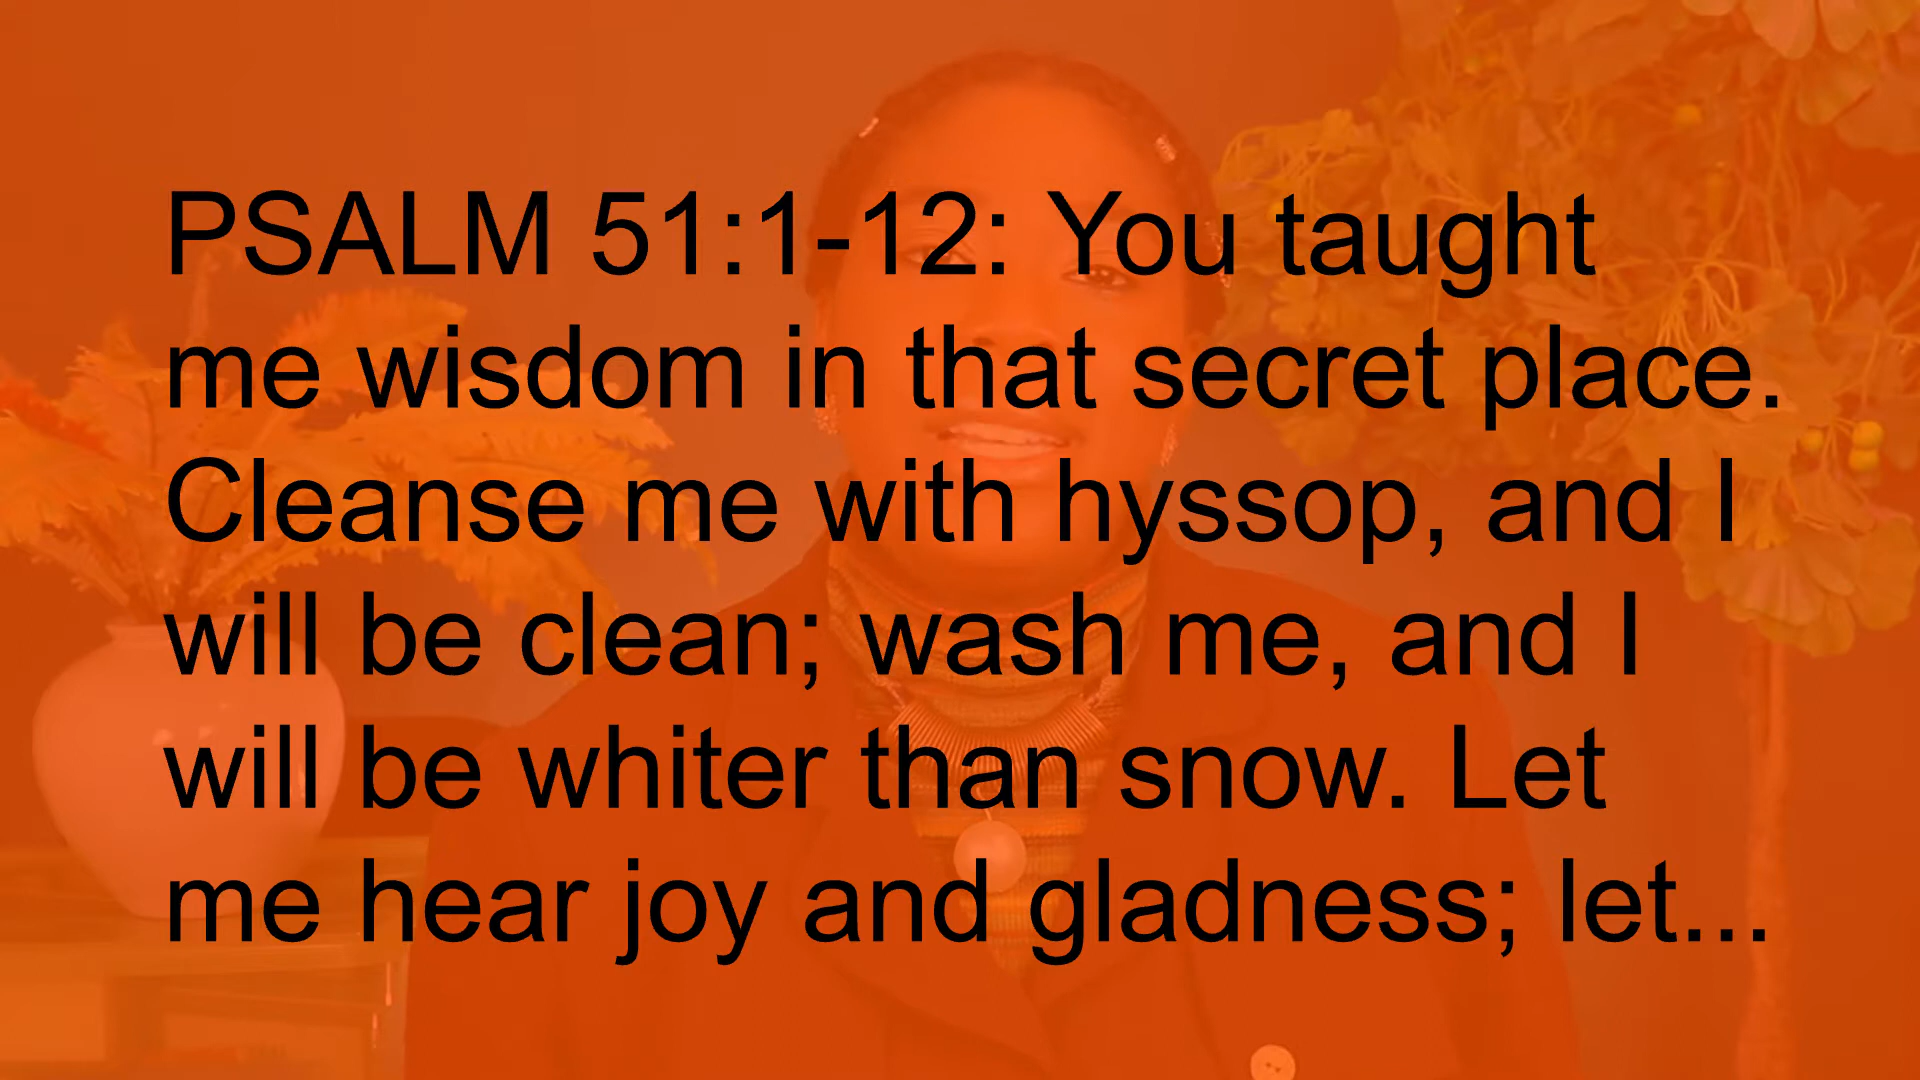 PSALM 51:1-12: You taught
me wisdom in that secret place.
Cleanse me with hyssop, and I
will be clean; wash me, and I
will be whiter than snow. Let
me hear joy and gladness; let...